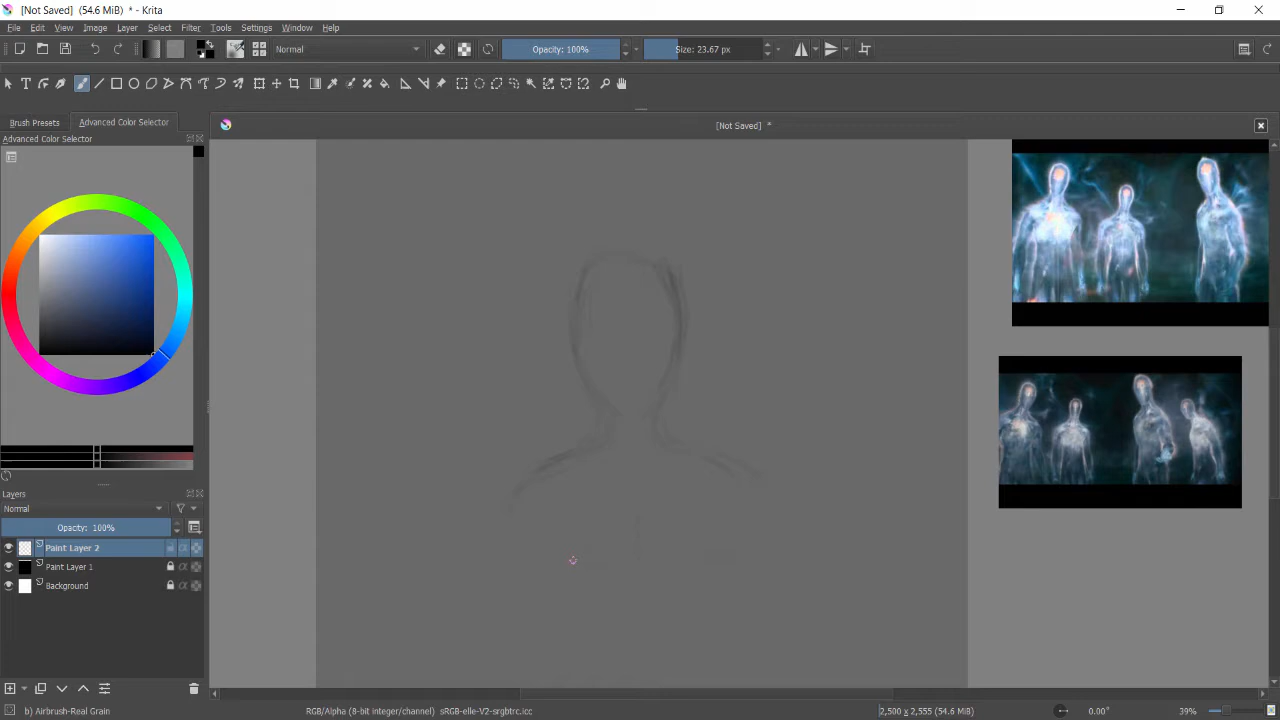 [Not Saved]  (54.6 MiB)  * - Krita
File Edit View Image Layer Select Filter Tools Settings Window Help
Normal Opacity: 100% Size: 23.67 px
Brush Presets Advanced Color Selector
[Not Saved]  *
Advanced Color Selector
Layers
Normal
Opacity:  100%
Paint Layer 2
Paint Layer 1
Background
b) Airbrush-Real Grain RGB/Alpha (8-bit integer/channel)  sRGB-elle-V2-srgbtrc.icc 2,500 x 2,555 (54.6 MiB) 0.00° 39%